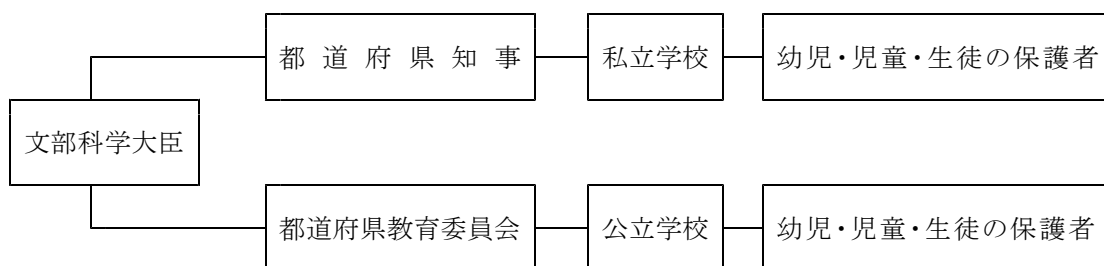 都道府県知事
私立学校
幼児・児童・生徒の保護者
文部科学大臣
都道府県教育委員会
公立学校
幼児・児童・生徒の保護者